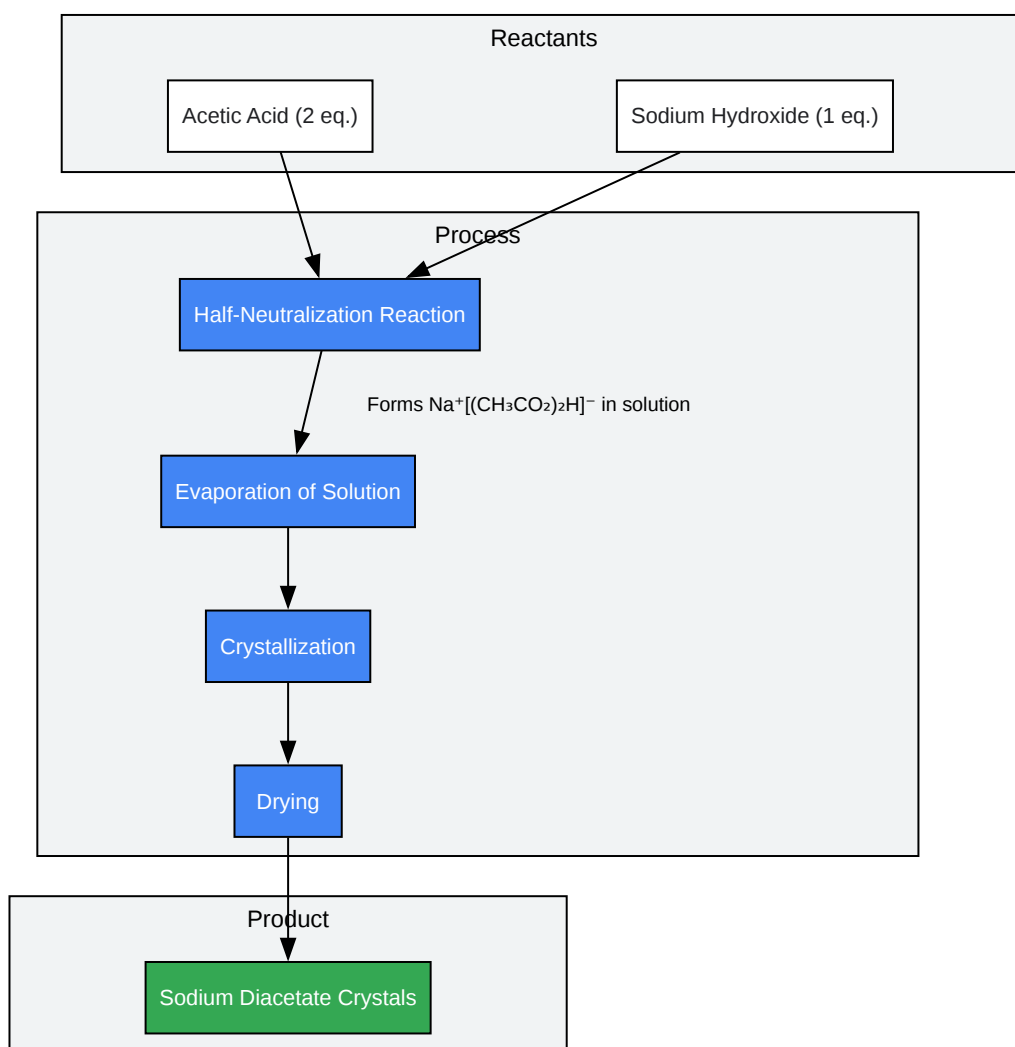 Reactants
Acetic Acid (2 eq.)
Sodium Hydroxide (1 eq.)
Process
Half-Neutralization Reaction
Forms Na⁺[(CH₃CO₂)₂H]⁻ in solution
Evaporation of Solution
Crystallization
Drying
Product
Sodium Diacetate Crystals